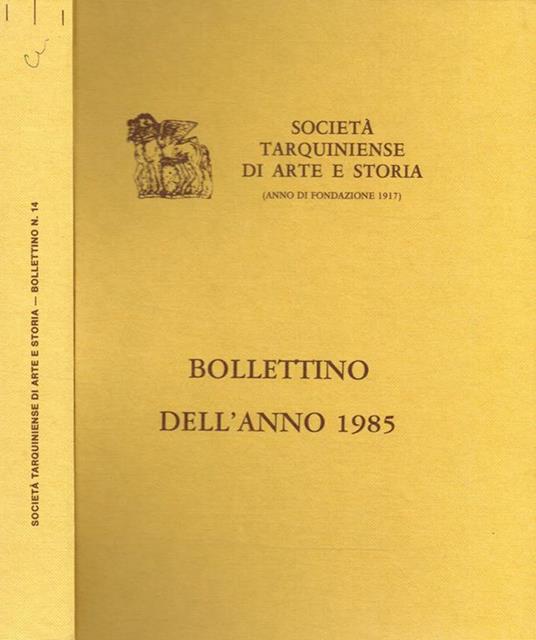 SOCIETÀ TARQUINIENSE DI ARTE E STORIA — BOLLETTINO N. 14
SOCIETÀ
TARQUINIENSE
DI ARTE E STORIA
(ANNO DI FONDAZIONE 1917)
BOLLETTINO
DELL'ANNO 1985